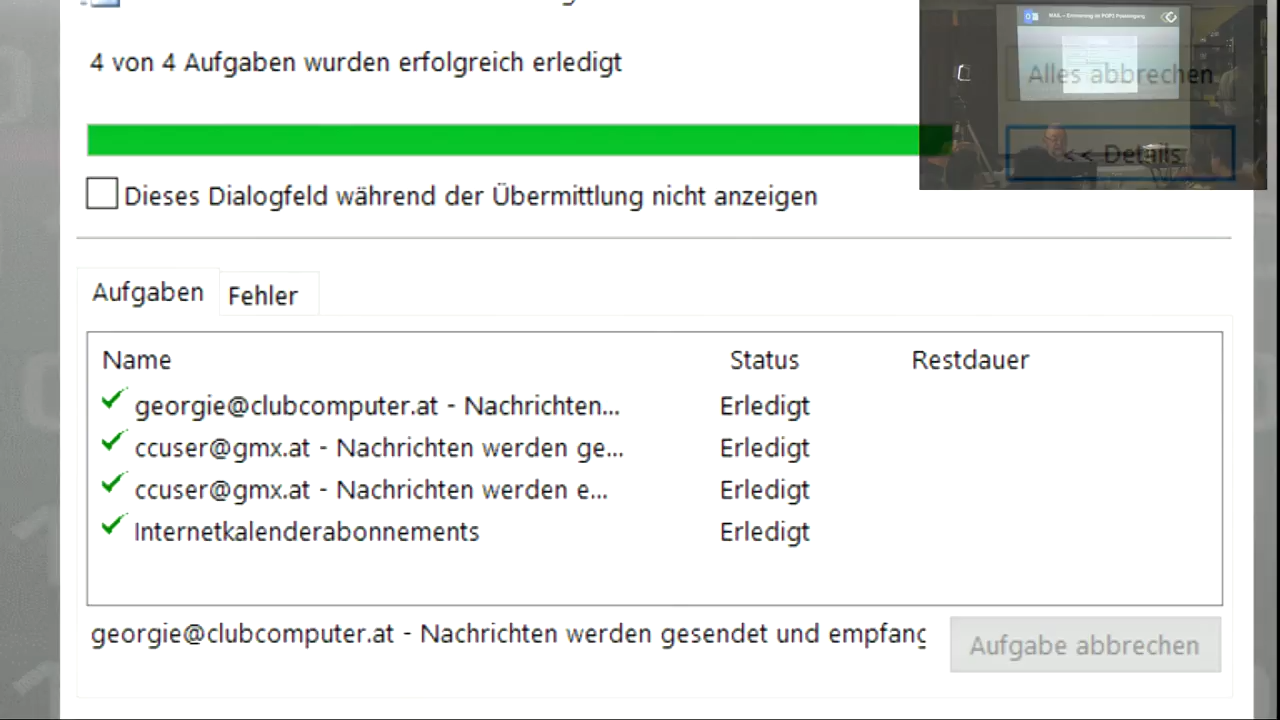 4 von 4 Aufgaben wurden erfolgreich erledigt
Alles abbrechen
<< Details
Dieses Dialogfeld während der Übermittlung nicht anzeigen
Aufgaben
Fehler
Name Status Restdauer
georgie@clubcomputer.at - Nachrichten... Erledigt
ccuser@gmx.at - Nachrichten werden ge... Erledigt
ccuser@gmx.at - Nachrichten werden e... Erledigt
Internetkalenderabonnements Erledigt
georgie@clubcomputer.at - Nachrichten werden gesendet und empfang
Aufgabe abbrechen